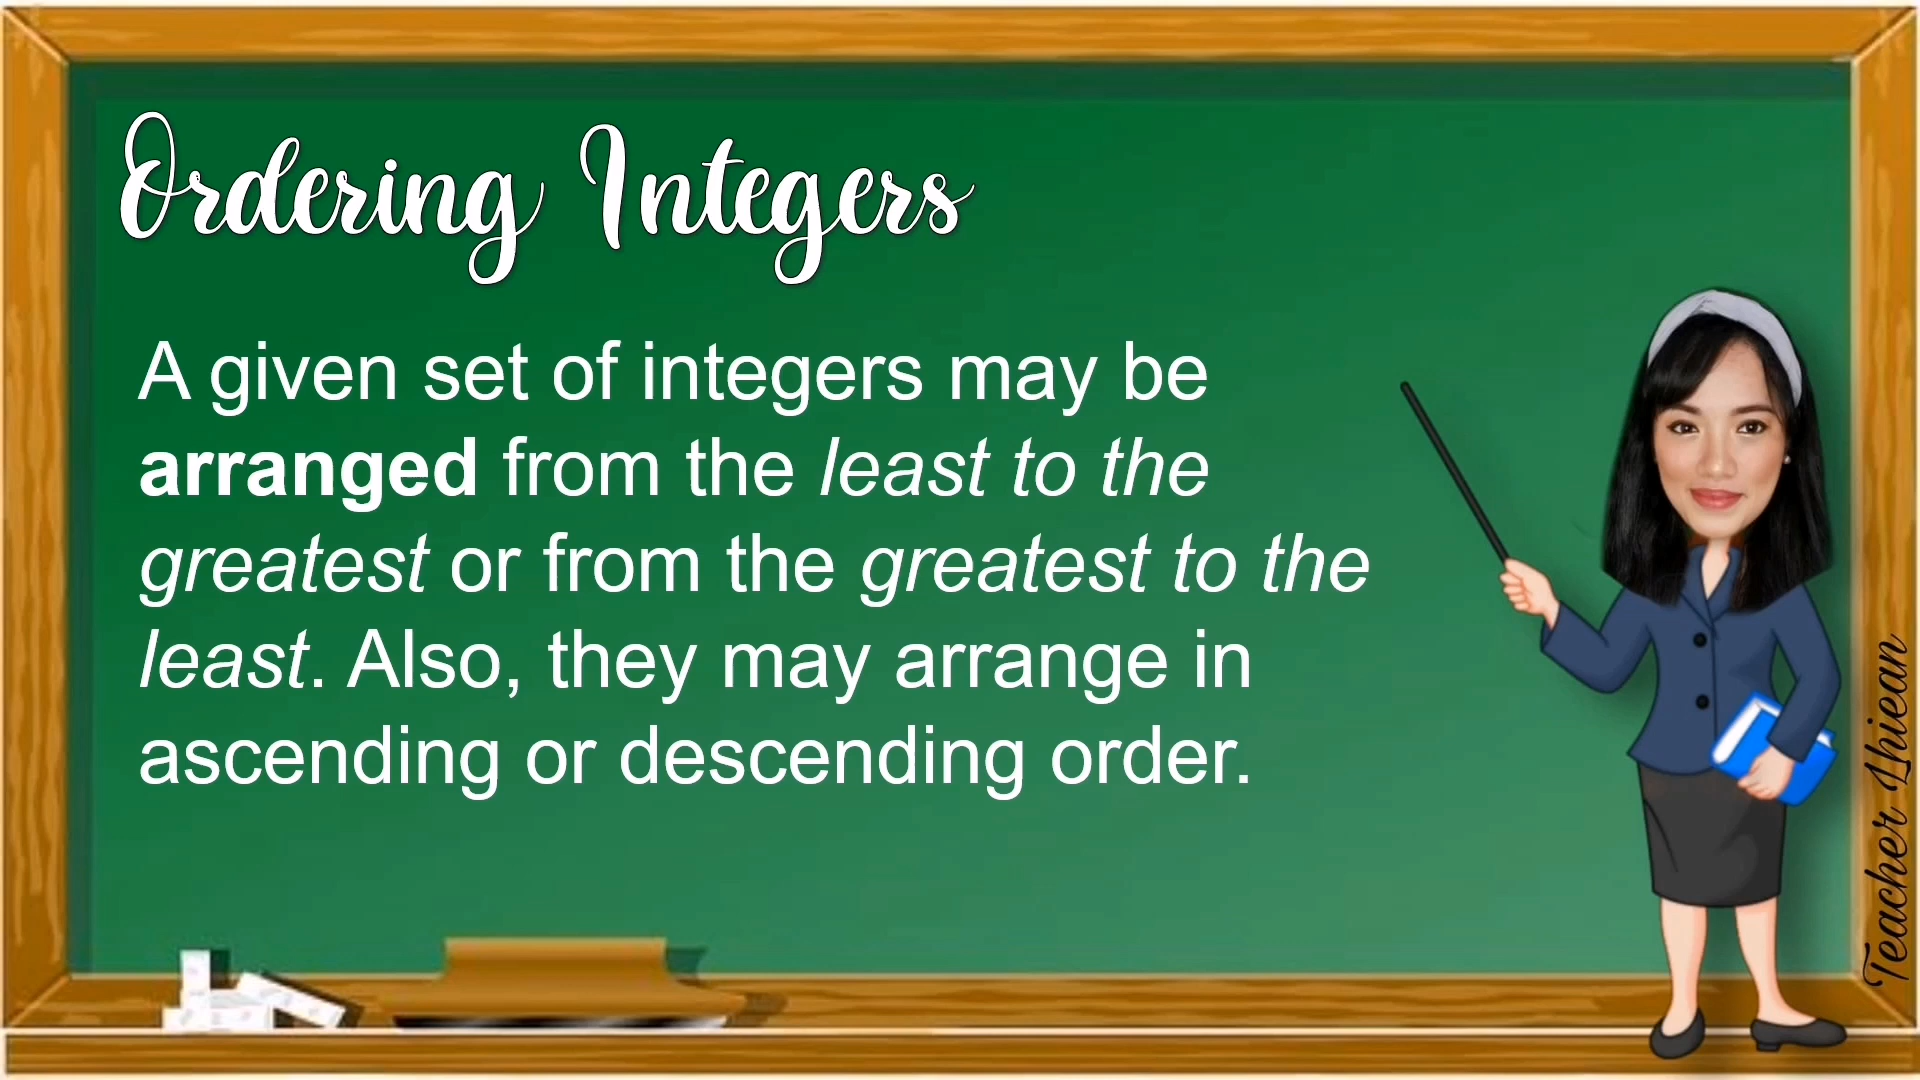 Ordering Integers
A given set of integers may be
arranged from the least to the
greatest or from the greatest to the
least. Also, they may arrange in
ascending or descending order.
Teacher Lhiean